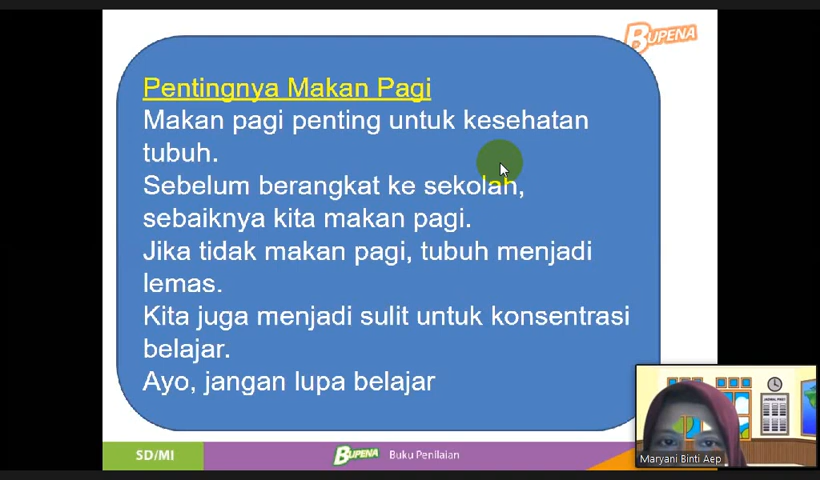 BUPENA
Pentingnya Makan Pagi
Makan pagi penting untuk kesehatan
tubuh.
Sebelum berangkat ke sekolah,
sebaiknya kita makan pagi.
Jika tidak makan pagi, tubuh menjadi
lemas.
Kita juga menjadi sulit untuk konsentrasi
belajar.
Ayo, jangan lupa belajar
SD/MI
BUPENA
Buku Penilaian
Maryani Binti Aep